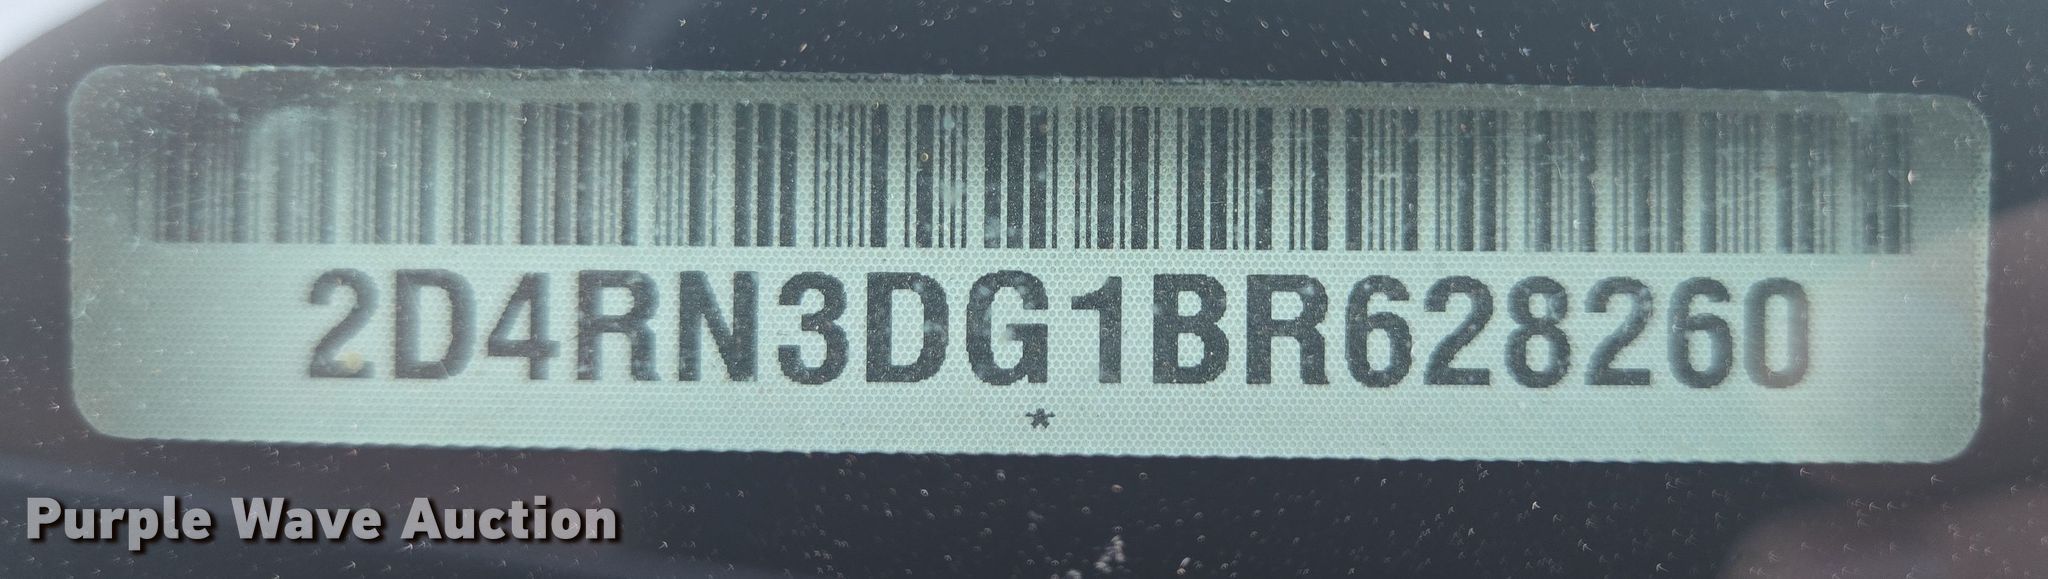 2D4RN3DG1BR628260
*
Purple Wave Auction